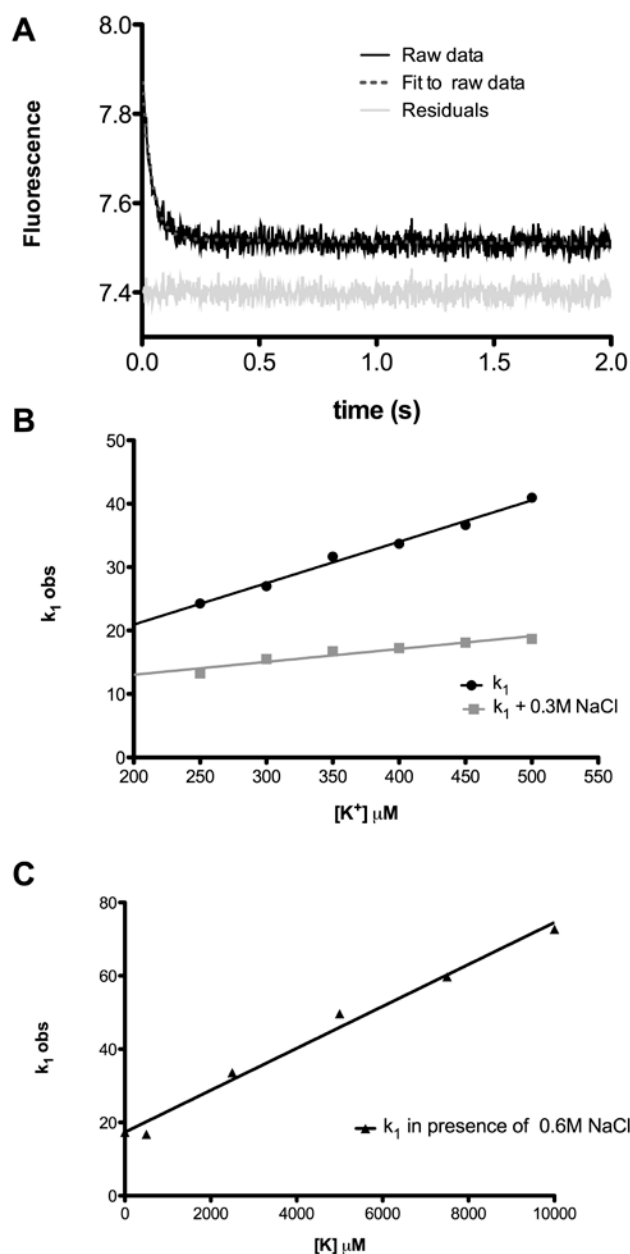 A
Fluorescence
8.0
7.8
7.6
7.4
Raw data
Fit to raw data
Residuals
0.0 0.5 1.0 1.5 2.0
time (s)
B
k₁ obs
50
40
30
20
10
0
k₁
k₁ + 0.3M NaCl
200 250 300 350 400 450 500 550
[K⁺] μM
C
k₁ obs
80
60
40
20
0
k₁ in presence of 0.6M NaCl
0 2000 4000 6000 8000 10000
[K] μM